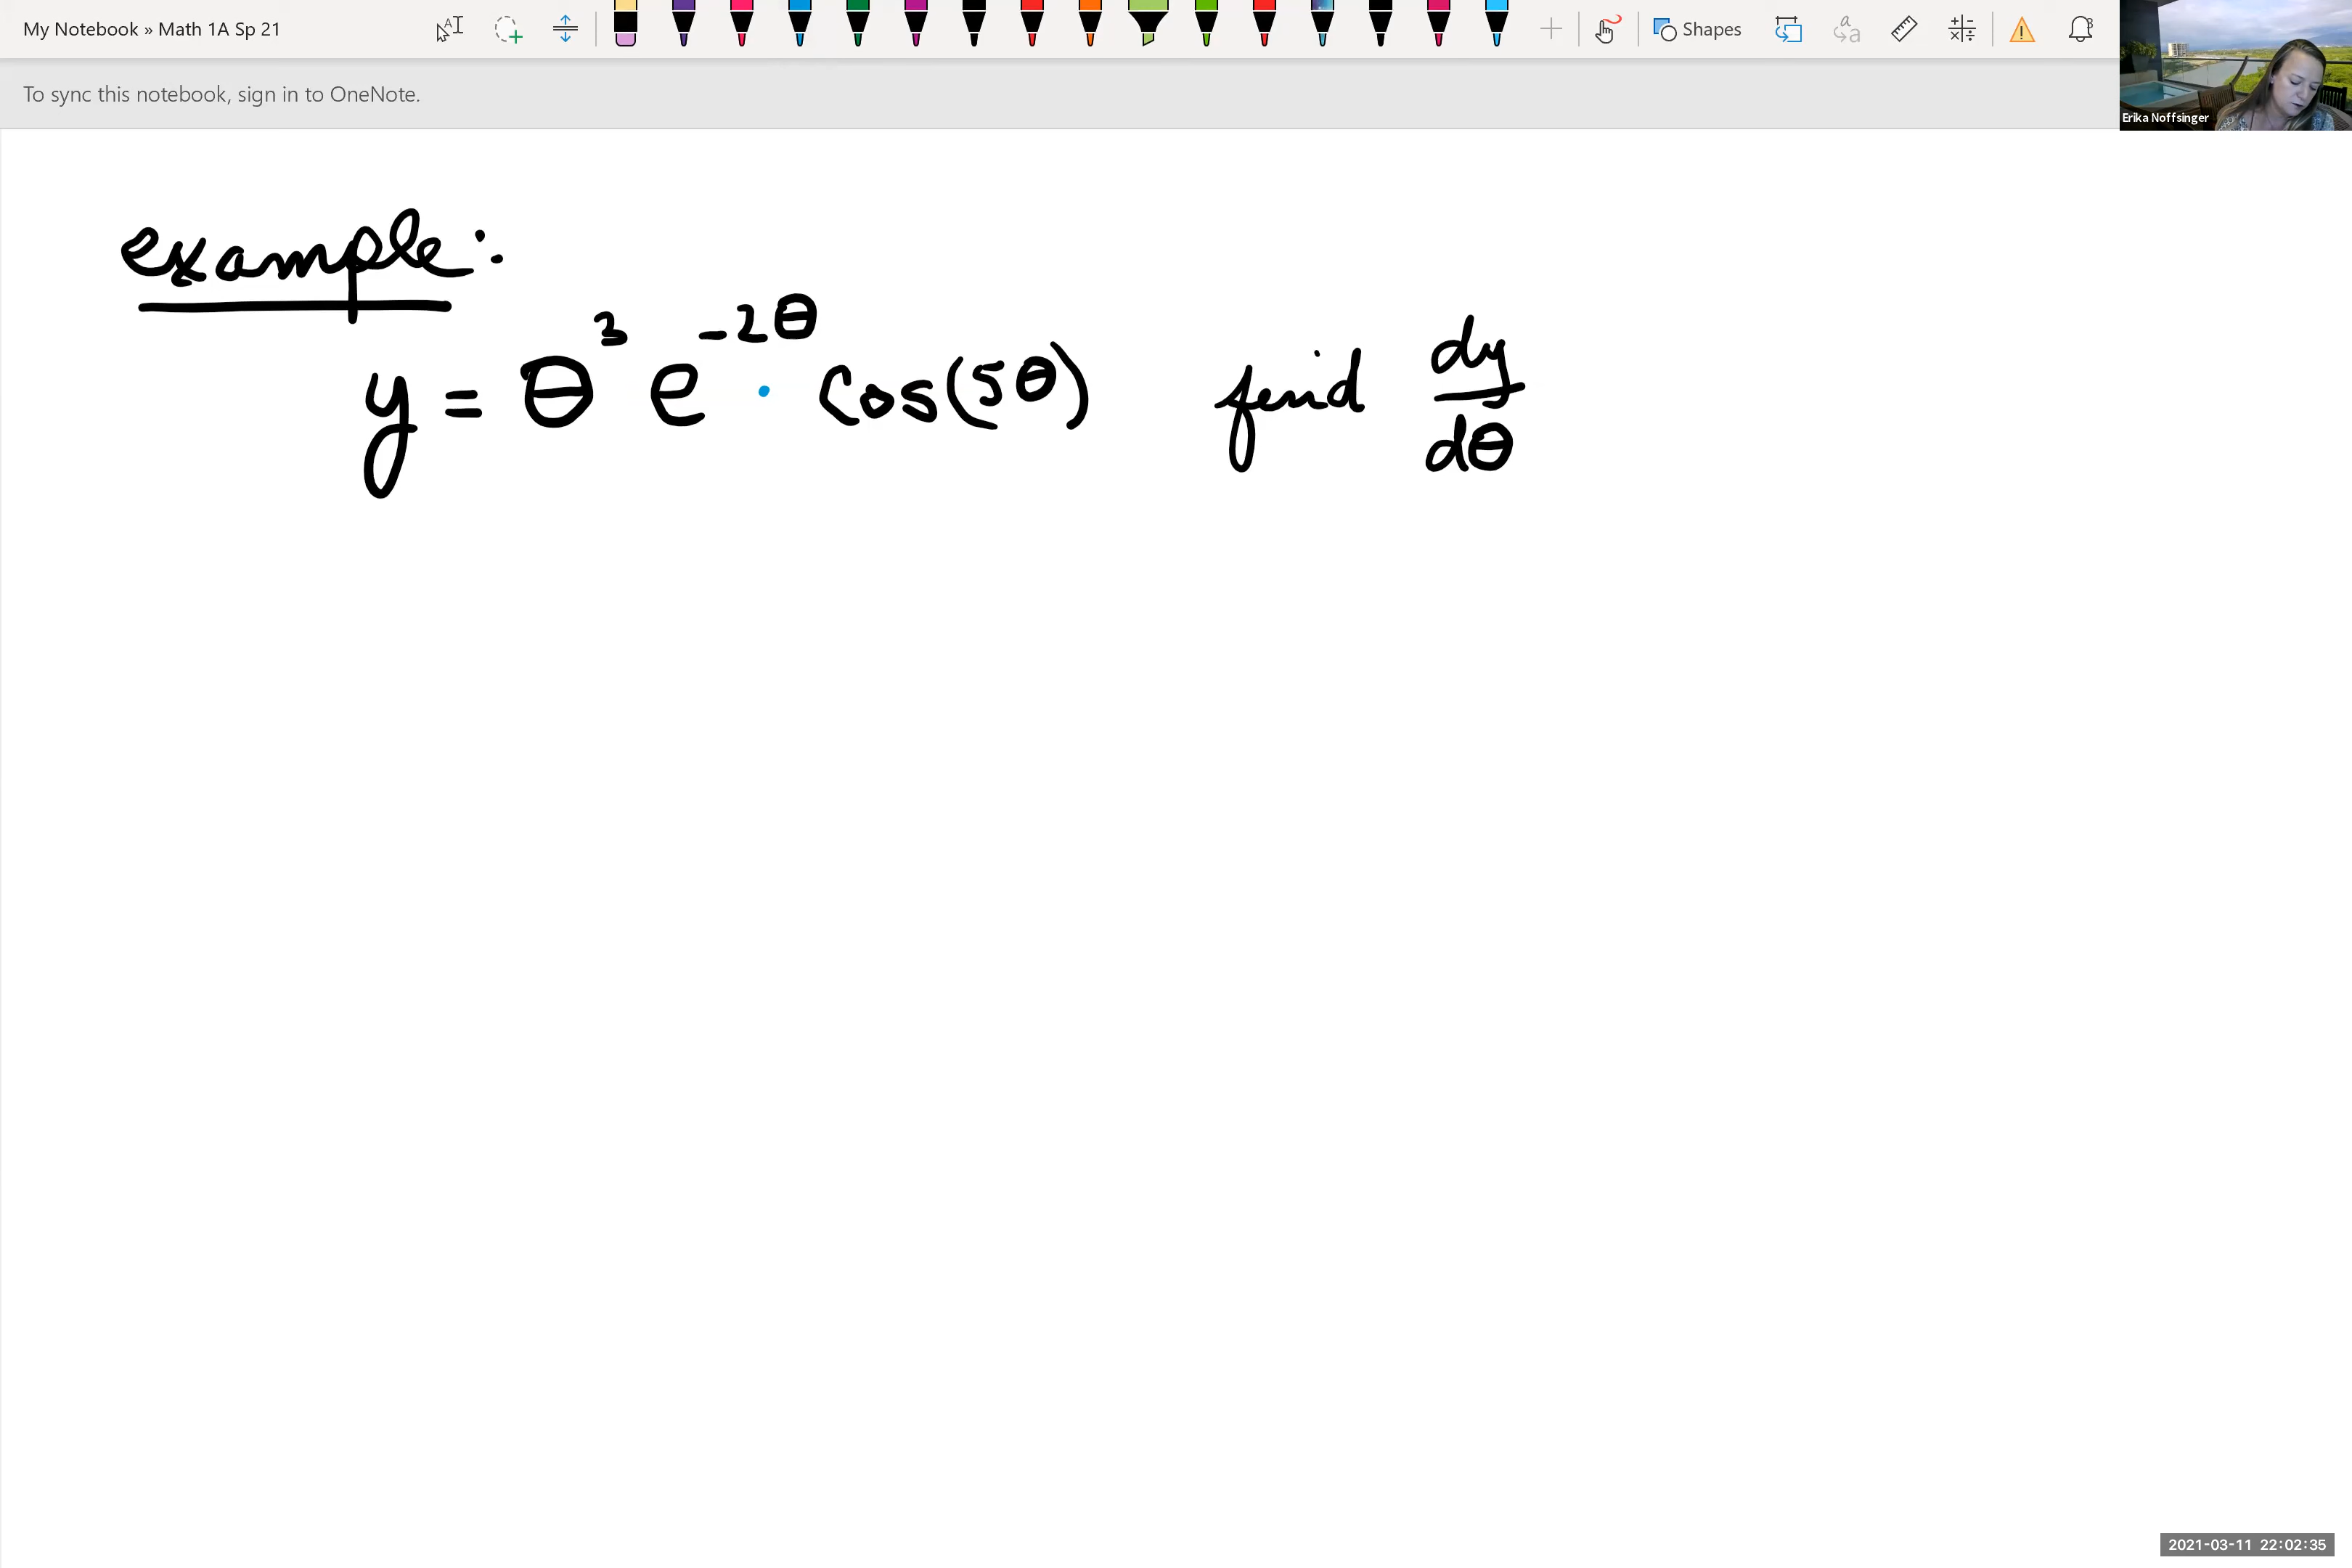 My Notebook » Math 1A Sp 21
Shapes
To sync this notebook, sign in to OneNote.
Erika Noffsinger
example:
y = θ³ e^{-2θ} · cos(5θ) find dy/dθ
2021-03-11 22:02:35